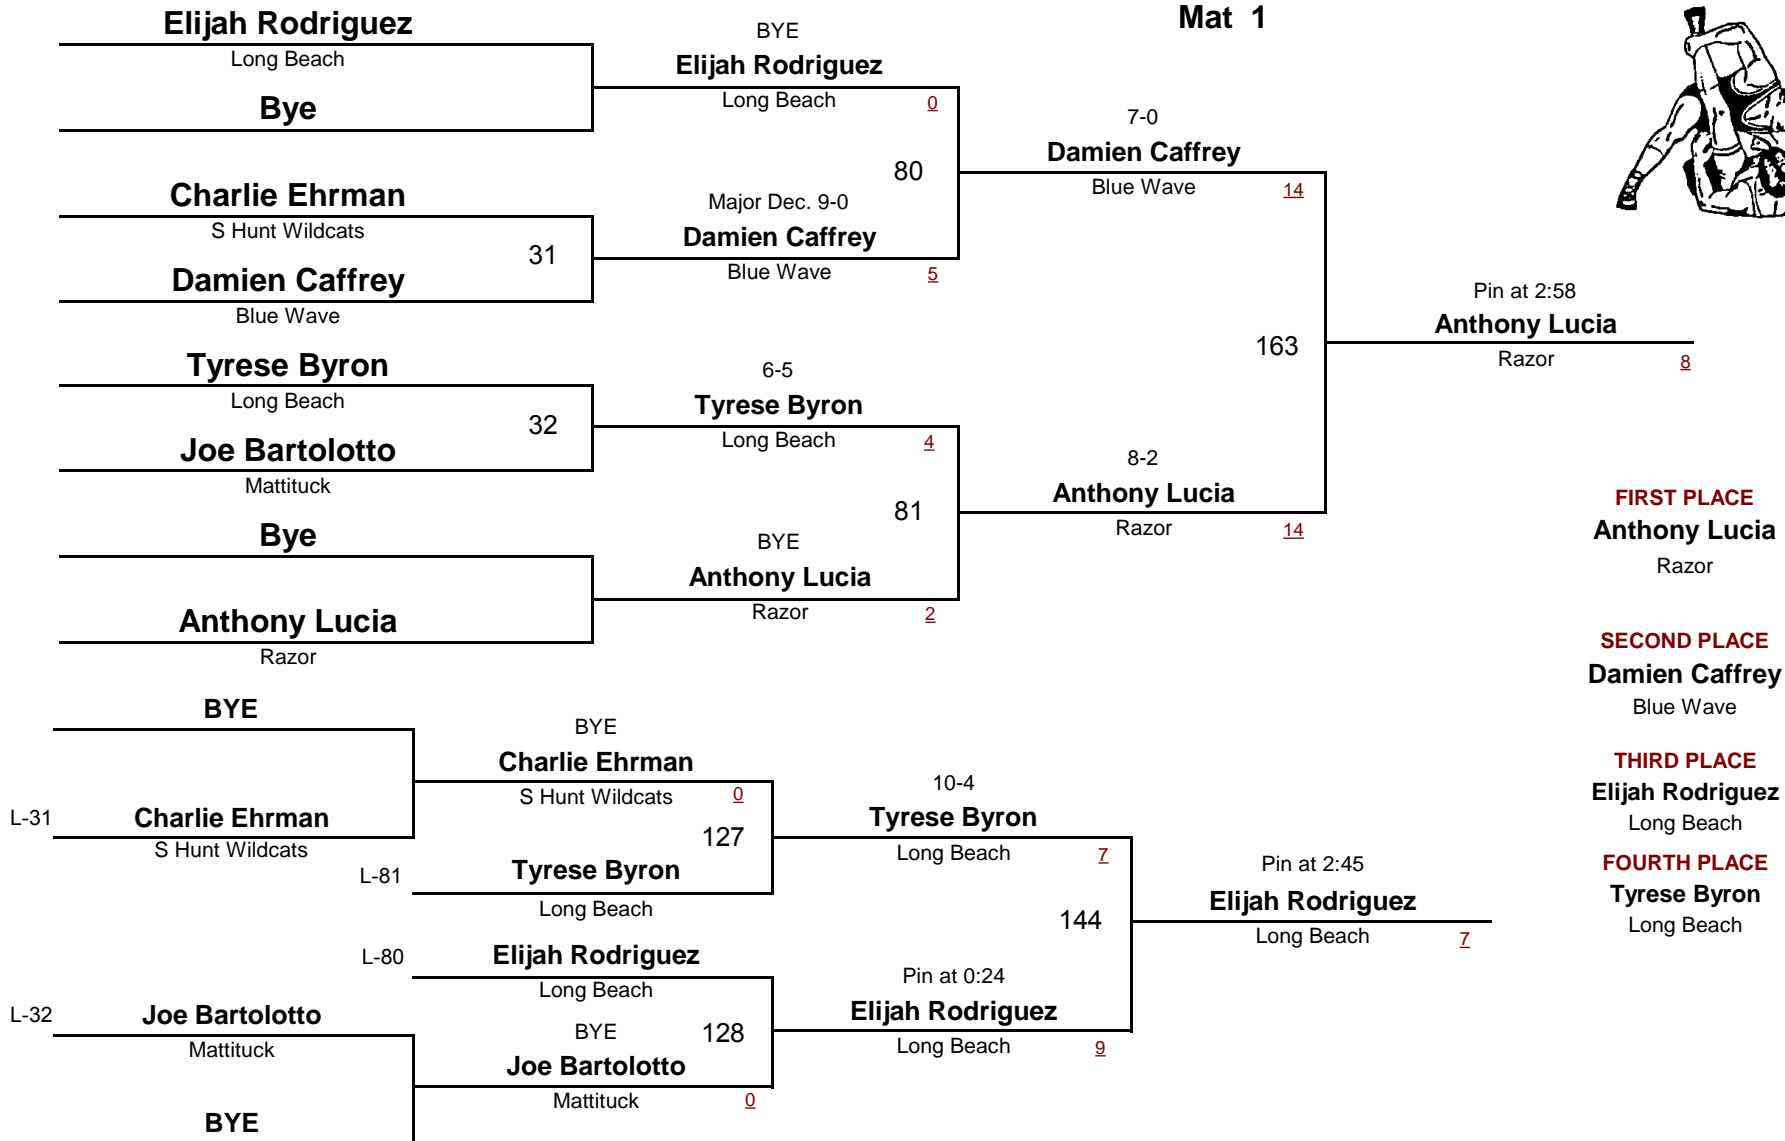 Mat 1
Elijah Rodriguez
Long Beach
Bye
BYE
Elijah Rodriguez
Long Beach
0
80
Charlie Ehrman
S Hunt Wildcats
31
Damien Caffrey
Blue Wave
Major Dec. 9-0
Damien Caffrey
Blue Wave
5
7-0
Damien Caffrey
Blue Wave
14
Tyrese Byron
Long Beach
32
Joe Bartolotto
Mattituck
6-5
Tyrese Byron
Long Beach
4
81
Bye
Anthony Lucia
Razor
BYE
Anthony Lucia
Razor
2
8-2
Anthony Lucia
Razor
14
163
Pin at 2:58
Anthony Lucia
Razor
8
FIRST PLACE
Anthony Lucia
Razor
SECOND PLACE
Damien Caffrey
Blue Wave
THIRD PLACE
Elijah Rodriguez
Long Beach
FOURTH PLACE
Tyrese Byron
Long Beach
BYE
L-31
Charlie Ehrman
S Hunt Wildcats
BYE
Charlie Ehrman
S Hunt Wildcats
0
127
L-81
Tyrese Byron
Long Beach
10-4
Tyrese Byron
Long Beach
7
L-80
Elijah Rodriguez
Long Beach
L-32
Joe Bartolotto
Mattituck
BYE
BYE
Joe Bartolotto
Mattituck
0
128
Pin at 0:24
Elijah Rodriguez
Long Beach
9
144
Pin at 2:45
Elijah Rodriguez
Long Beach
7